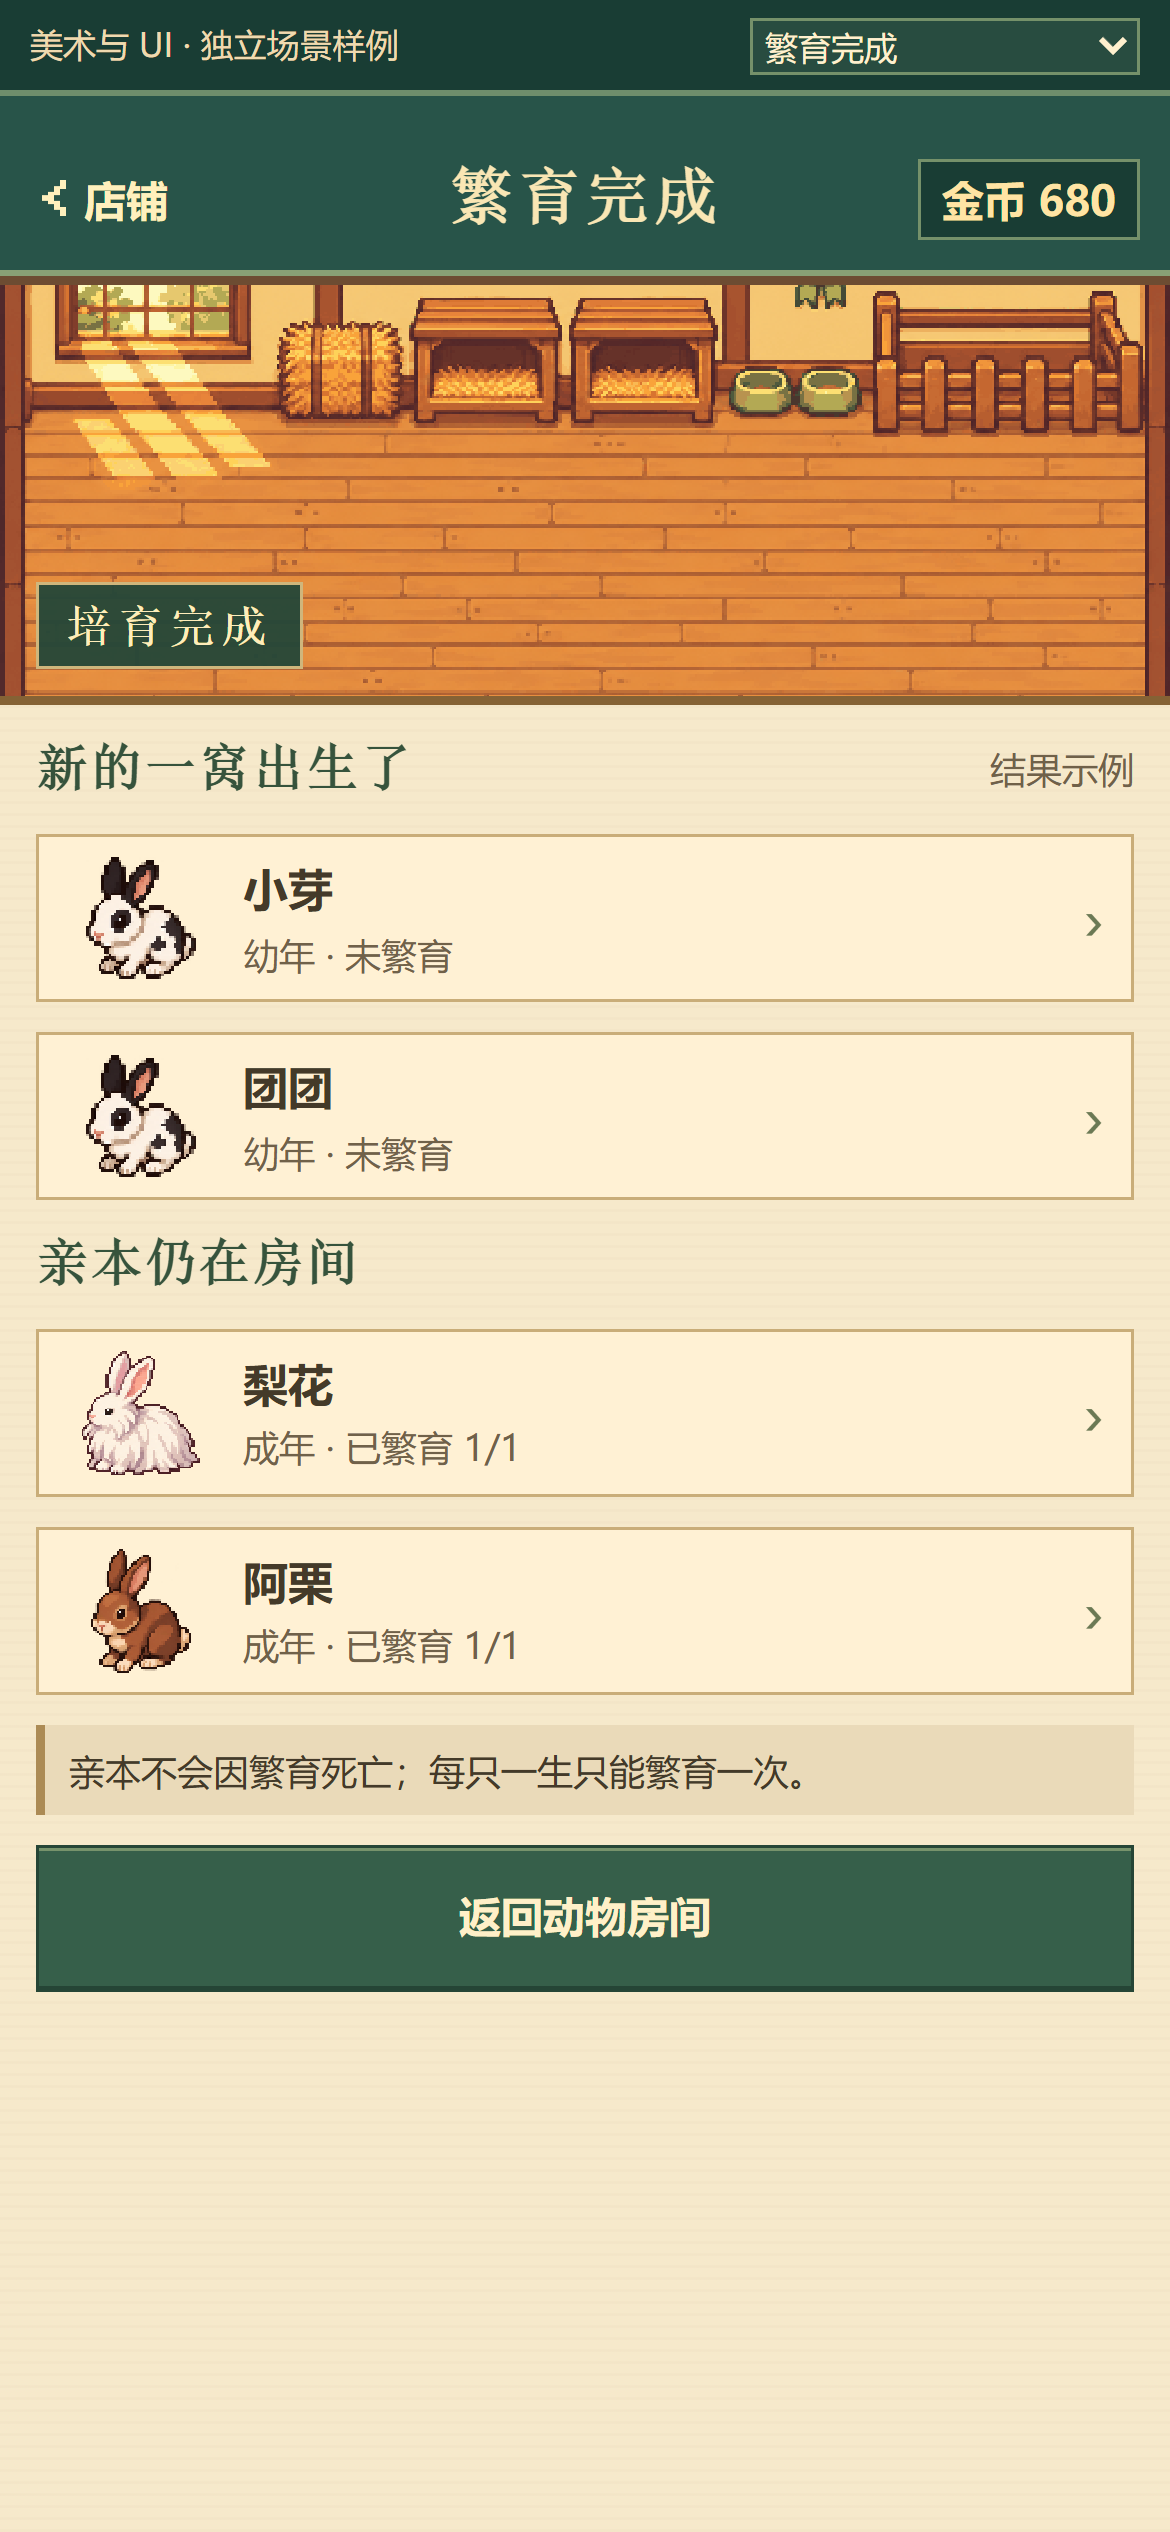 美术与 UI · 独立场景样例
繁育完成
店铺
繁育完成
金币 680
培育完成
新的一窝出生了
结果示例
小芽
幼年 · 未繁育
团团
幼年 · 未繁育
亲本仍在房间
梨花
成年 · 已繁育 1/1
阿栗
成年 · 已繁育 1/1
亲本不会因繁育死亡；每只一生只能繁育一次。
返回动物房间